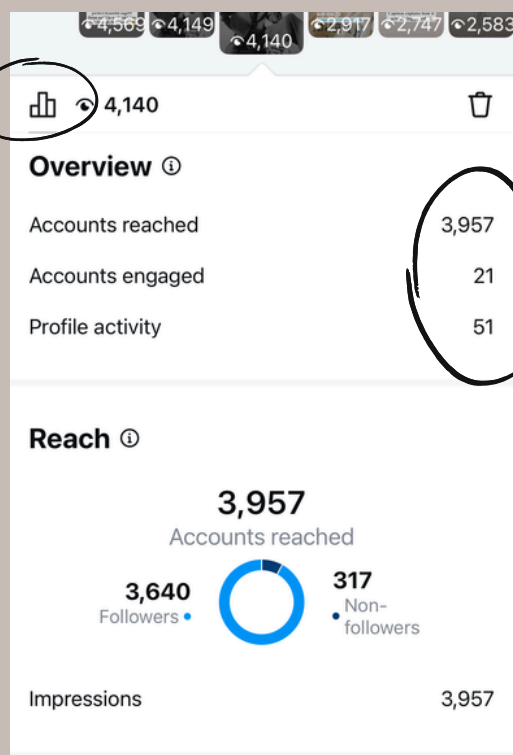 4,569 4,149 4,140 2,917 2,747 2,583
4,140
Overview
Accounts reached 3,957
Accounts engaged 21
Profile activity 51
Reach
3,957
Accounts reached
3,640
Followers
317
Non-
followers
Impressions 3,957